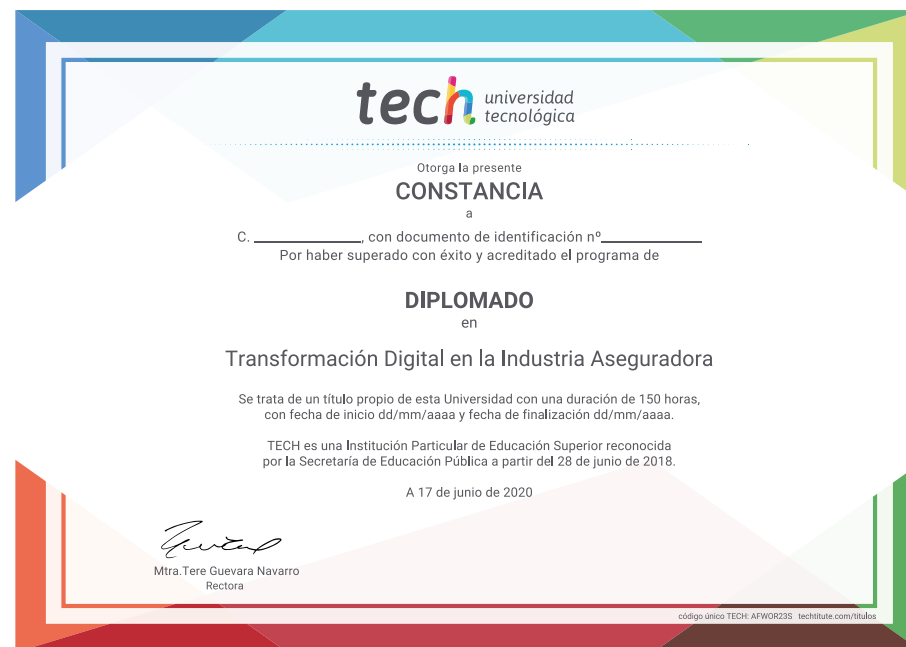 tech universidad
tecnológica
Otorga la presente
CONSTANCIA
a
C. ____________, con documento de identificación nº____________
Por haber superado con éxito y acreditado el programa de
DIPLOMADO
en
Transformación Digital en la Industria Aseguradora
Se trata de un título propio de esta Universidad con una duración de 150 horas,
con fecha de inicio dd/mm/aaaa y fecha de finalización dd/mm/aaaa.
TECH es una Institución Particular de Educación Superior reconocida
por la Secretaría de Educación Pública a partir del 28 de junio de 2018.
A 17 de junio de 2020
Mtra.Tere Guevara Navarro
Rectora
código único TECH: AFWOR23S techtitute.com/titulos